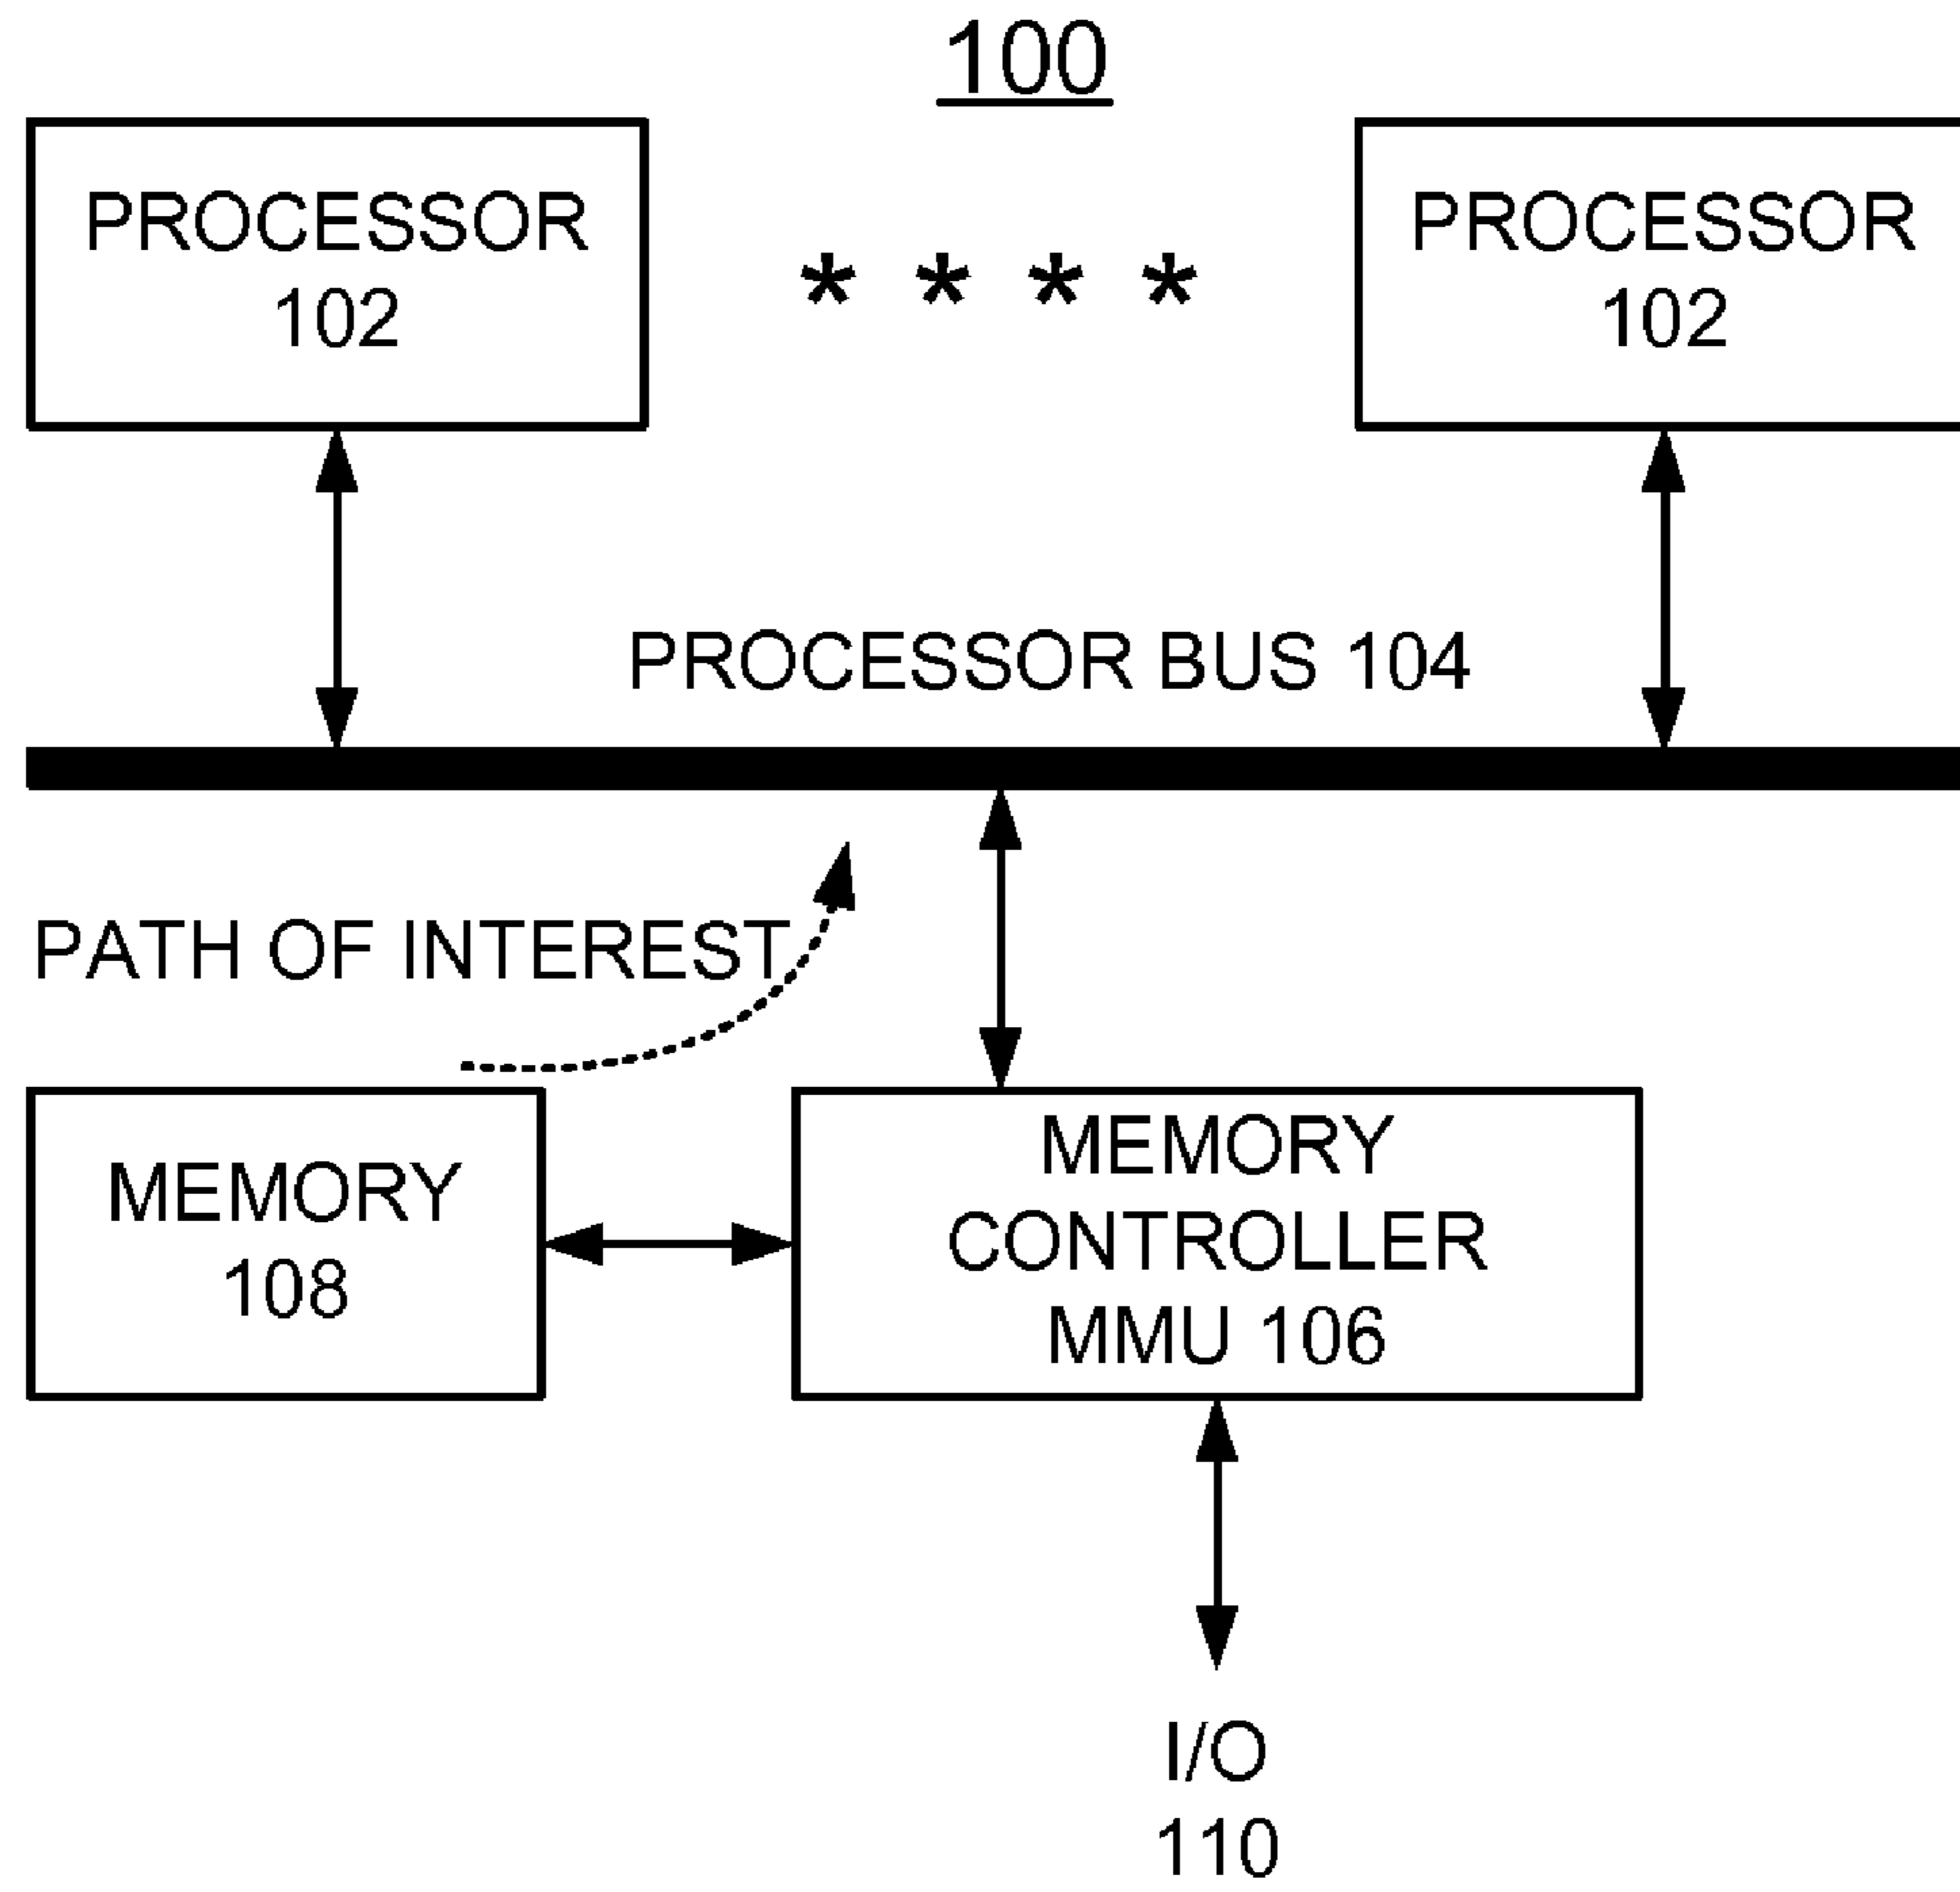 100
PROCESSOR
102
* * * *
PROCESSOR
102
PROCESSOR BUS 104
PATH OF INTEREST
MEMORY
108
MEMORY
CONTROLLER
MMU 106
I/O
110